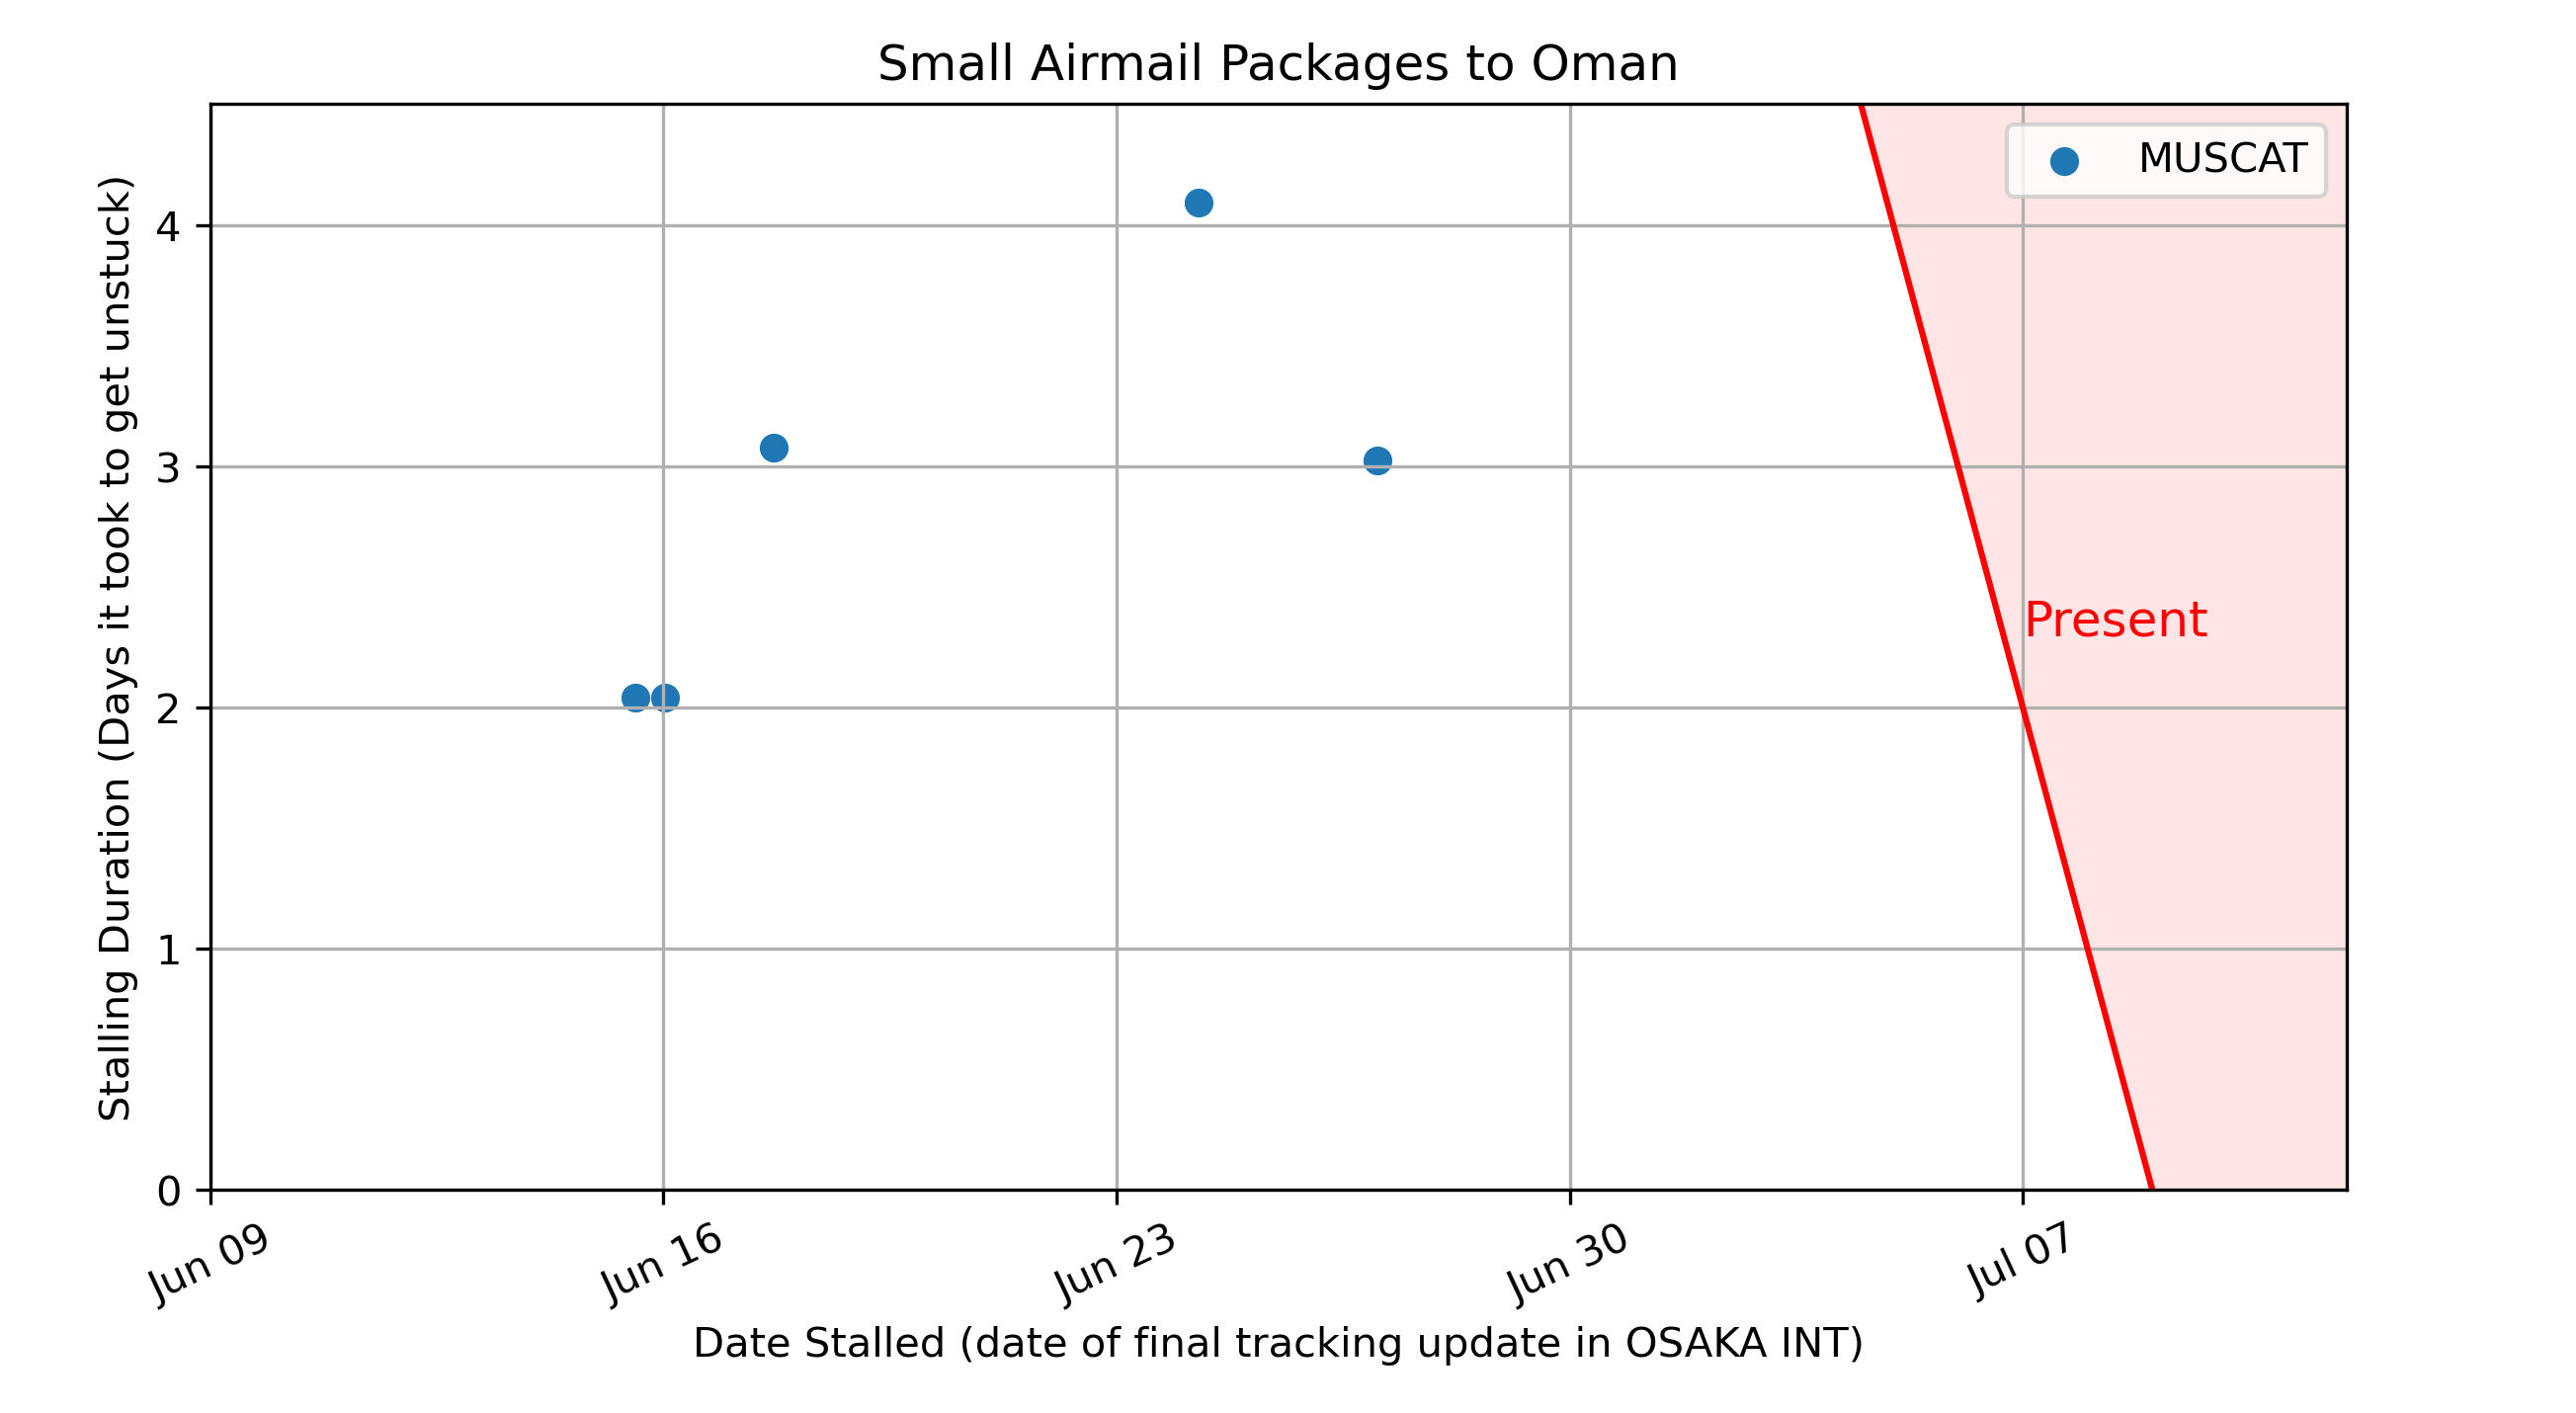 Small Airmail Packages to Oman
MUSCAT
Stalling Duration (Days it took to get unstuck)
4
3
2
1
0
Present
Jun 09
Jun 16
Jun 23
Jun 30
Jul 07
Date Stalled (date of final tracking update in OSAKA INT)